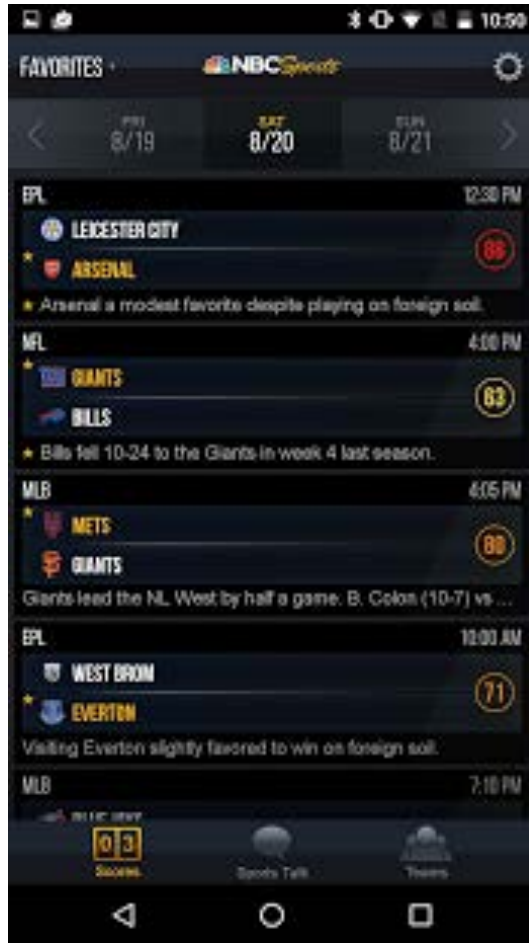 10:50
FAVORITES
NBC Sports
FRI SAT SUN
8/19 8/20 8/21
EPL 12:30 PM
LEICESTER CITY
86
ARSENAL
Arsenal a modest favorite despite playing on foreign soil.
NFL 4:00 PM
GIANTS
63
BILLS
Bills fell 10-24 to the Giants in week 4 last season.
MLB 4:05 PM
METS
80
GIANTS
Giants lead the NL West by half a game. B. Colon (10-7) vs ...
EPL 10:00 AM
WEST BROM
71
EVERTON
Visiting Everton slightly favored to win on foreign soil.
MLB 7:10 PM
BLUE JAYS
03
Scores Sports Talk Teams